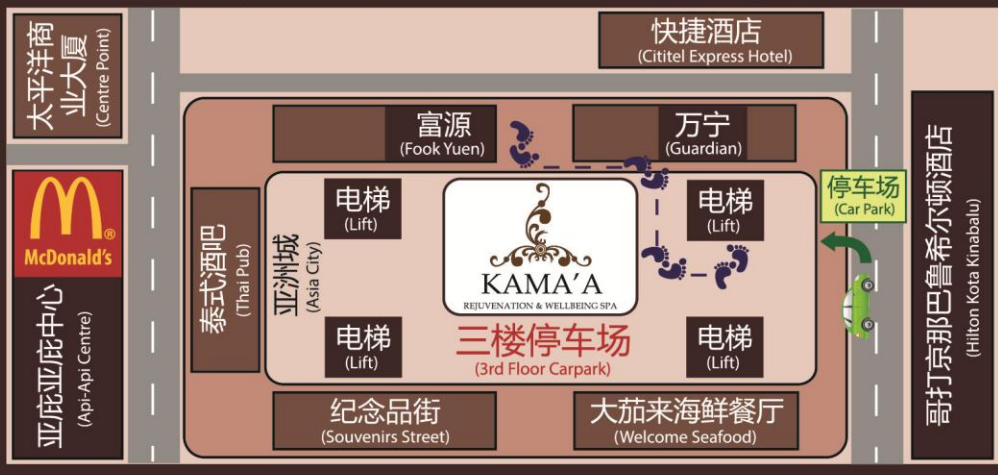 快捷酒店
(Cititel Express Hotel)
太平洋商
业大厦
(Centre Point)
富源
(Fook Yuen)
万宁
(Guardian)
M®
McDonald's
亚庇亚庇中心
(Api-Api Centre)
泰式酒吧
(Thai Pub)
亚洲城
(Asia City)
电梯
(Lift)
电梯
(Lift)
KAMA'A
REJUVENATION & WELLBEING SPA
三楼停车场
(3rd Floor Carpark)
电梯
(Lift)
电梯
(Lift)
停车场
(Car Park)
哥打京那巴鲁希尔顿酒店
(Hilton Kota Kinabalu)
纪念品街
(Souvenirs Street)
大茄来海鲜餐厅
(Welcome Seafood)